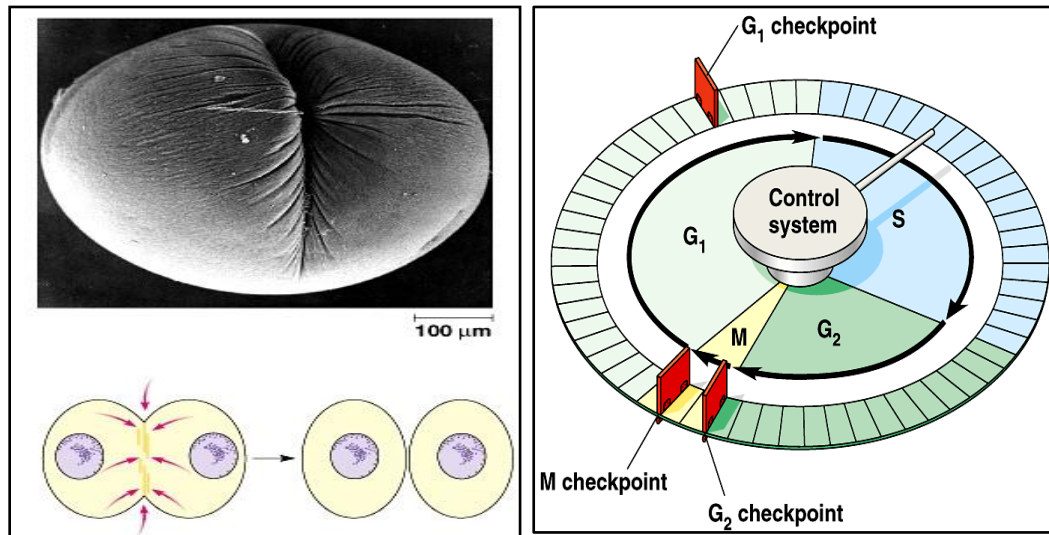 100 µm
G₁ checkpoint
Control
system
S
G₁
M
G₂
M checkpoint
G₂ checkpoint